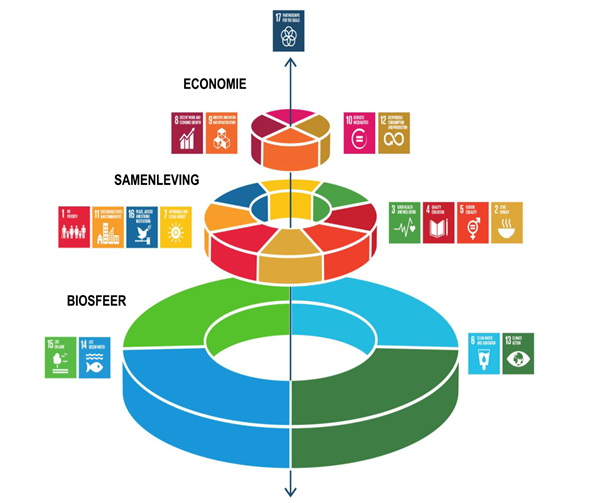 17 PARTNERSHIPS
FOR THE GOALS
ECONOMIE
8 DECENT WORK AND
ECONOMIC GROWTH
9 INDUSTRY, INNOVATION
AND INFRASTRUCTURE
10 REDUCED
INEQUALITIES
12 RESPONSIBLE
CONSUMPTION
AND PRODUCTION
SAMENLEVING
1 NO
POVERTY
11 SUSTAINABLE CITIES
AND COMMUNITIES
16 PEACE, JUSTICE
AND STRONG
INSTITUTIONS
7 AFFORDABLE AND
CLEAN ENERGY
3 GOOD HEALTH
AND WELL-BEING
4 QUALITY
EDUCATION
5 GENDER
EQUALITY
2 ZERO
HUNGER
BIOSFEER
15 LIFE
ON LAND
14 LIFE
BELOW WATER
6 CLEAN WATER
AND SANITATION
13 CLIMATE
ACTION